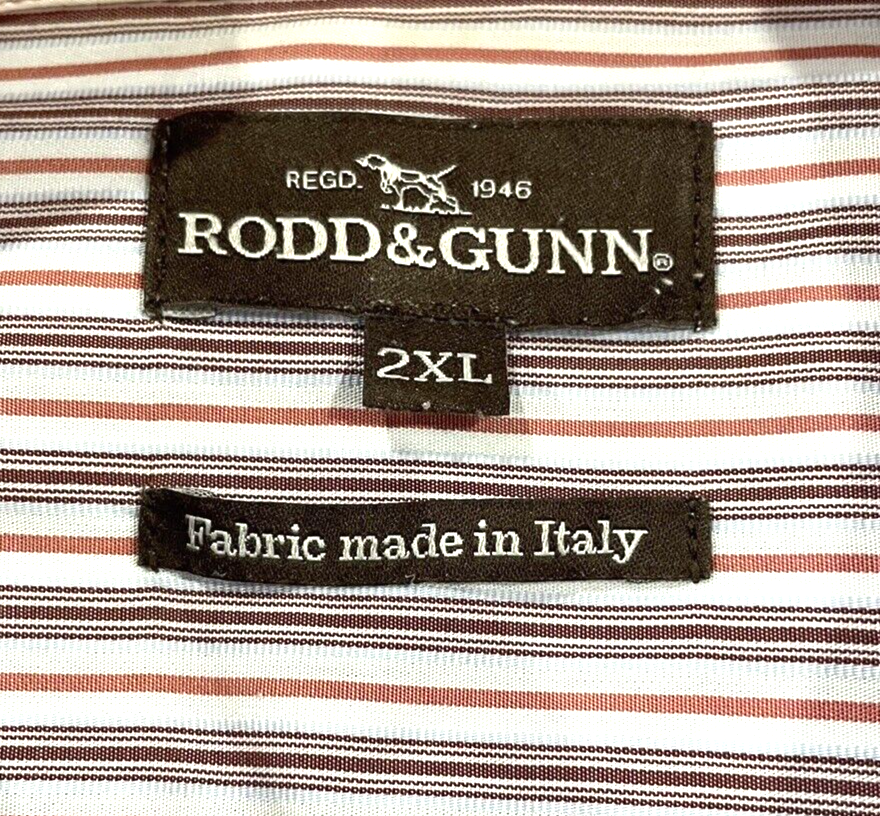 REGD. 1946
RODD&GUNN®
2XL
Fabric made in Italy